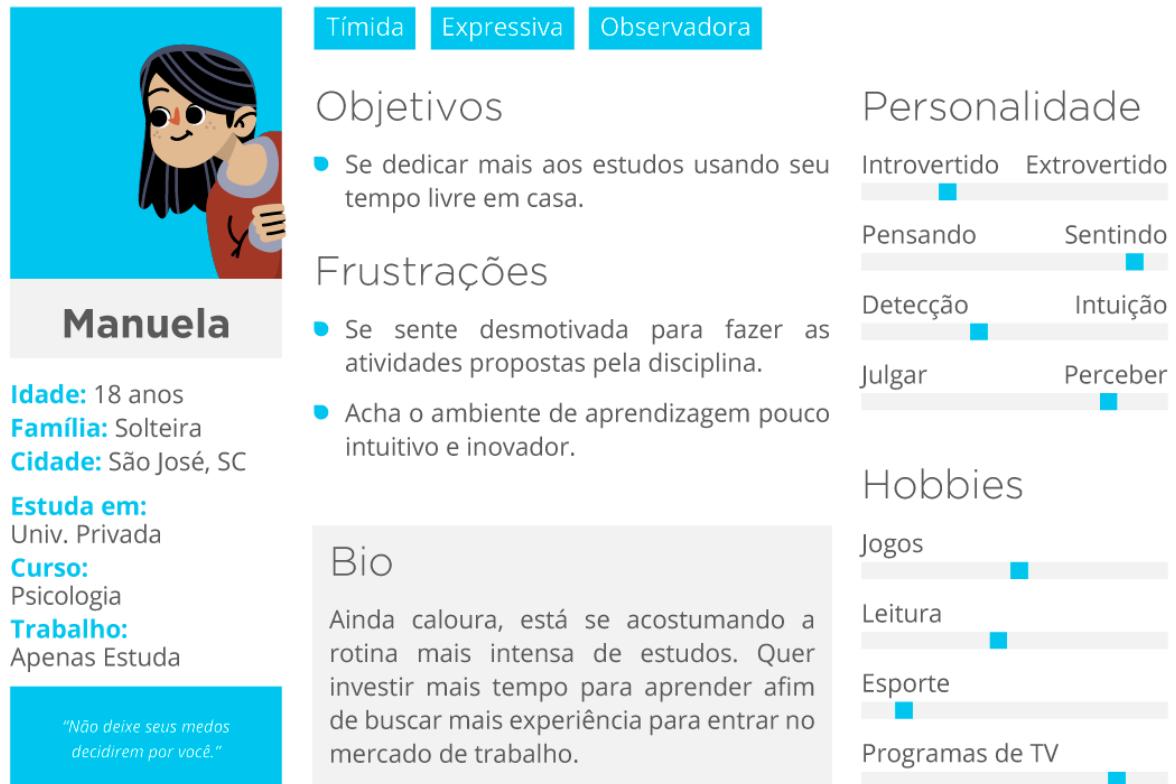 Tímida Expressiva Observadora
Manuela
Idade: 18 anos
Família: Solteira
Cidade: São José, SC
Estuda em:
Univ. Privada
Curso:
Psicologia
Trabalho:
Apenas Estuda
“Não deixe seus medos
decidirem por você.”
Objetivos
Se dedicar mais aos estudos usando seu
tempo livre em casa.
Frustrações
Se sente desmotivada para fazer as
atividades propostas pela disciplina.
Acha o ambiente de aprendizagem pouco
intuitivo e inovador.
Bio
Ainda caloura, está se acostumando a
rotina mais intensa de estudos. Quer
investir mais tempo para aprender afim
de buscar mais experiência para entrar no
mercado de trabalho.
Personalidade
Introvertido Extrovertido
Pensando Sentindo
Detecção Intuição
Julgar Perceber
Hobbies
Jogos
Leitura
Esporte
Programas de TV